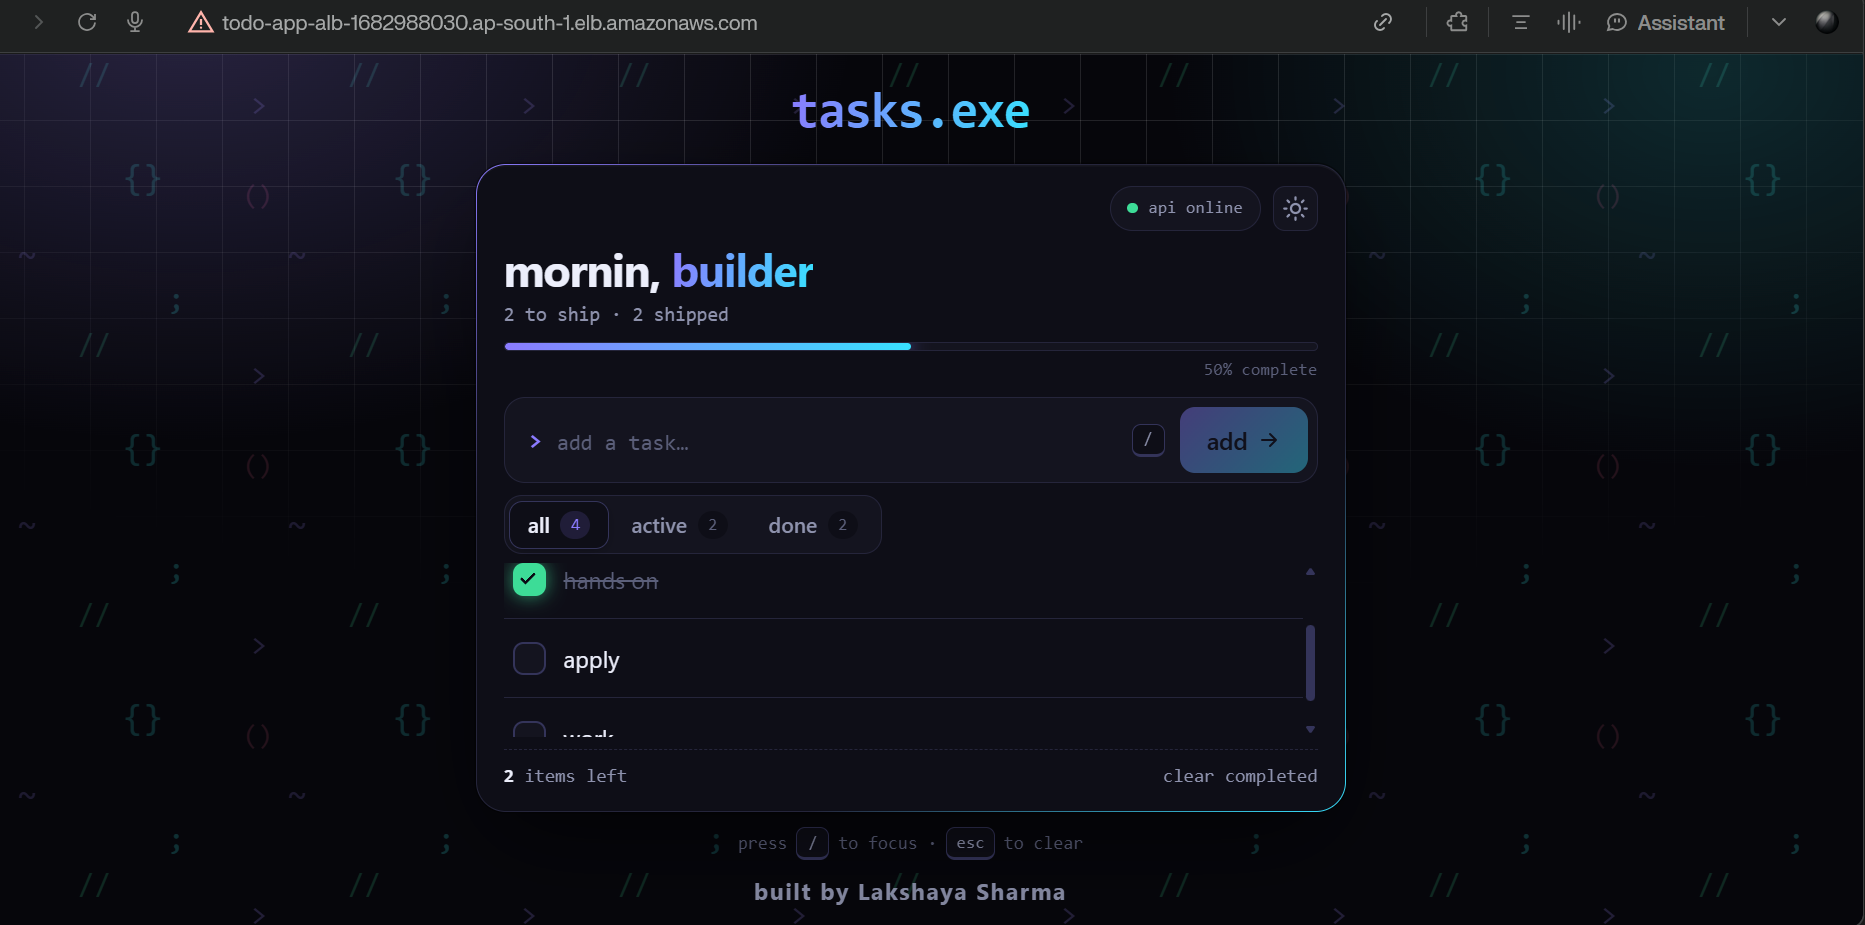 todo-app-alb-1682988030.ap-south-1.elb.amazonaws.com
Assistant
tasks.exe
api online
mornin, builder
2 to ship · 2 shipped
50% complete
> add a task…
/
add →
all 4 active 2 done 2
hands on
apply
work
2 items left
clear completed
press / to focus · esc to clear
built by Lakshaya Sharma